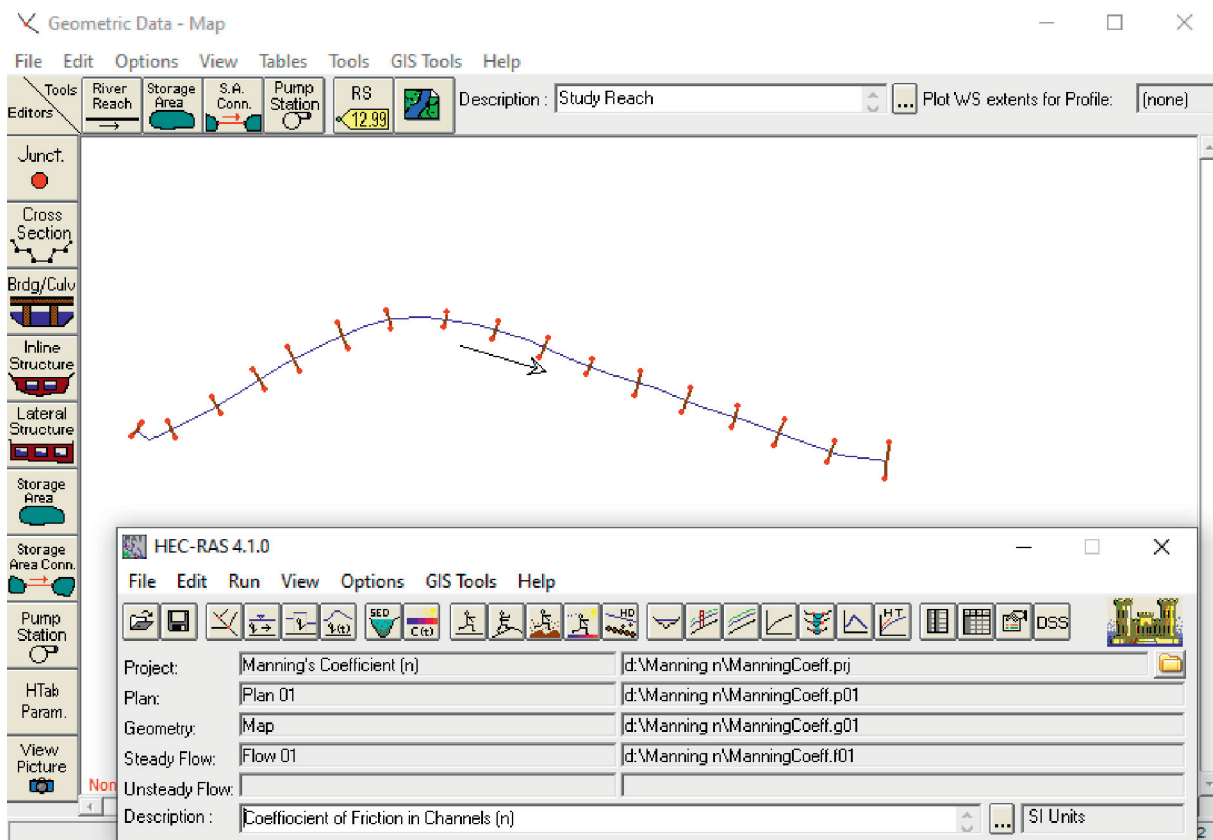 Geometric Data - Map
File Edit Options View Tables Tools GIS Tools Help
Tools
Editors
River Reach
Storage Area
S.A. Conn.
Pump Station
RS
12.99
Description : Study Reach ... Plot WS extents for Profile: (none)
Junct.
Cross Section
Brdg/Culv
Inline Structure
Lateral Structure
Storage Area
Storage Area Conn.
Pump Station
HTab Param.
View Picture
HEC-RAS 4.1.0
File Edit Run View Options GIS Tools Help
SED C(t) HD HT DSS
Project: Manning's Coefficient (n) d:\Manning n\ManningCoeff.prj
Plan: Plan 01 d:\Manning n\ManningCoeff.p01
Geometry: Map d:\Manning n\ManningCoeff.g01
Steady Flow: Flow 01 d:\Manning n\ManningCoeff.f01
Unsteady Flow:
Description : Coeffiocient of Friction in Channels (n) ... SI Units